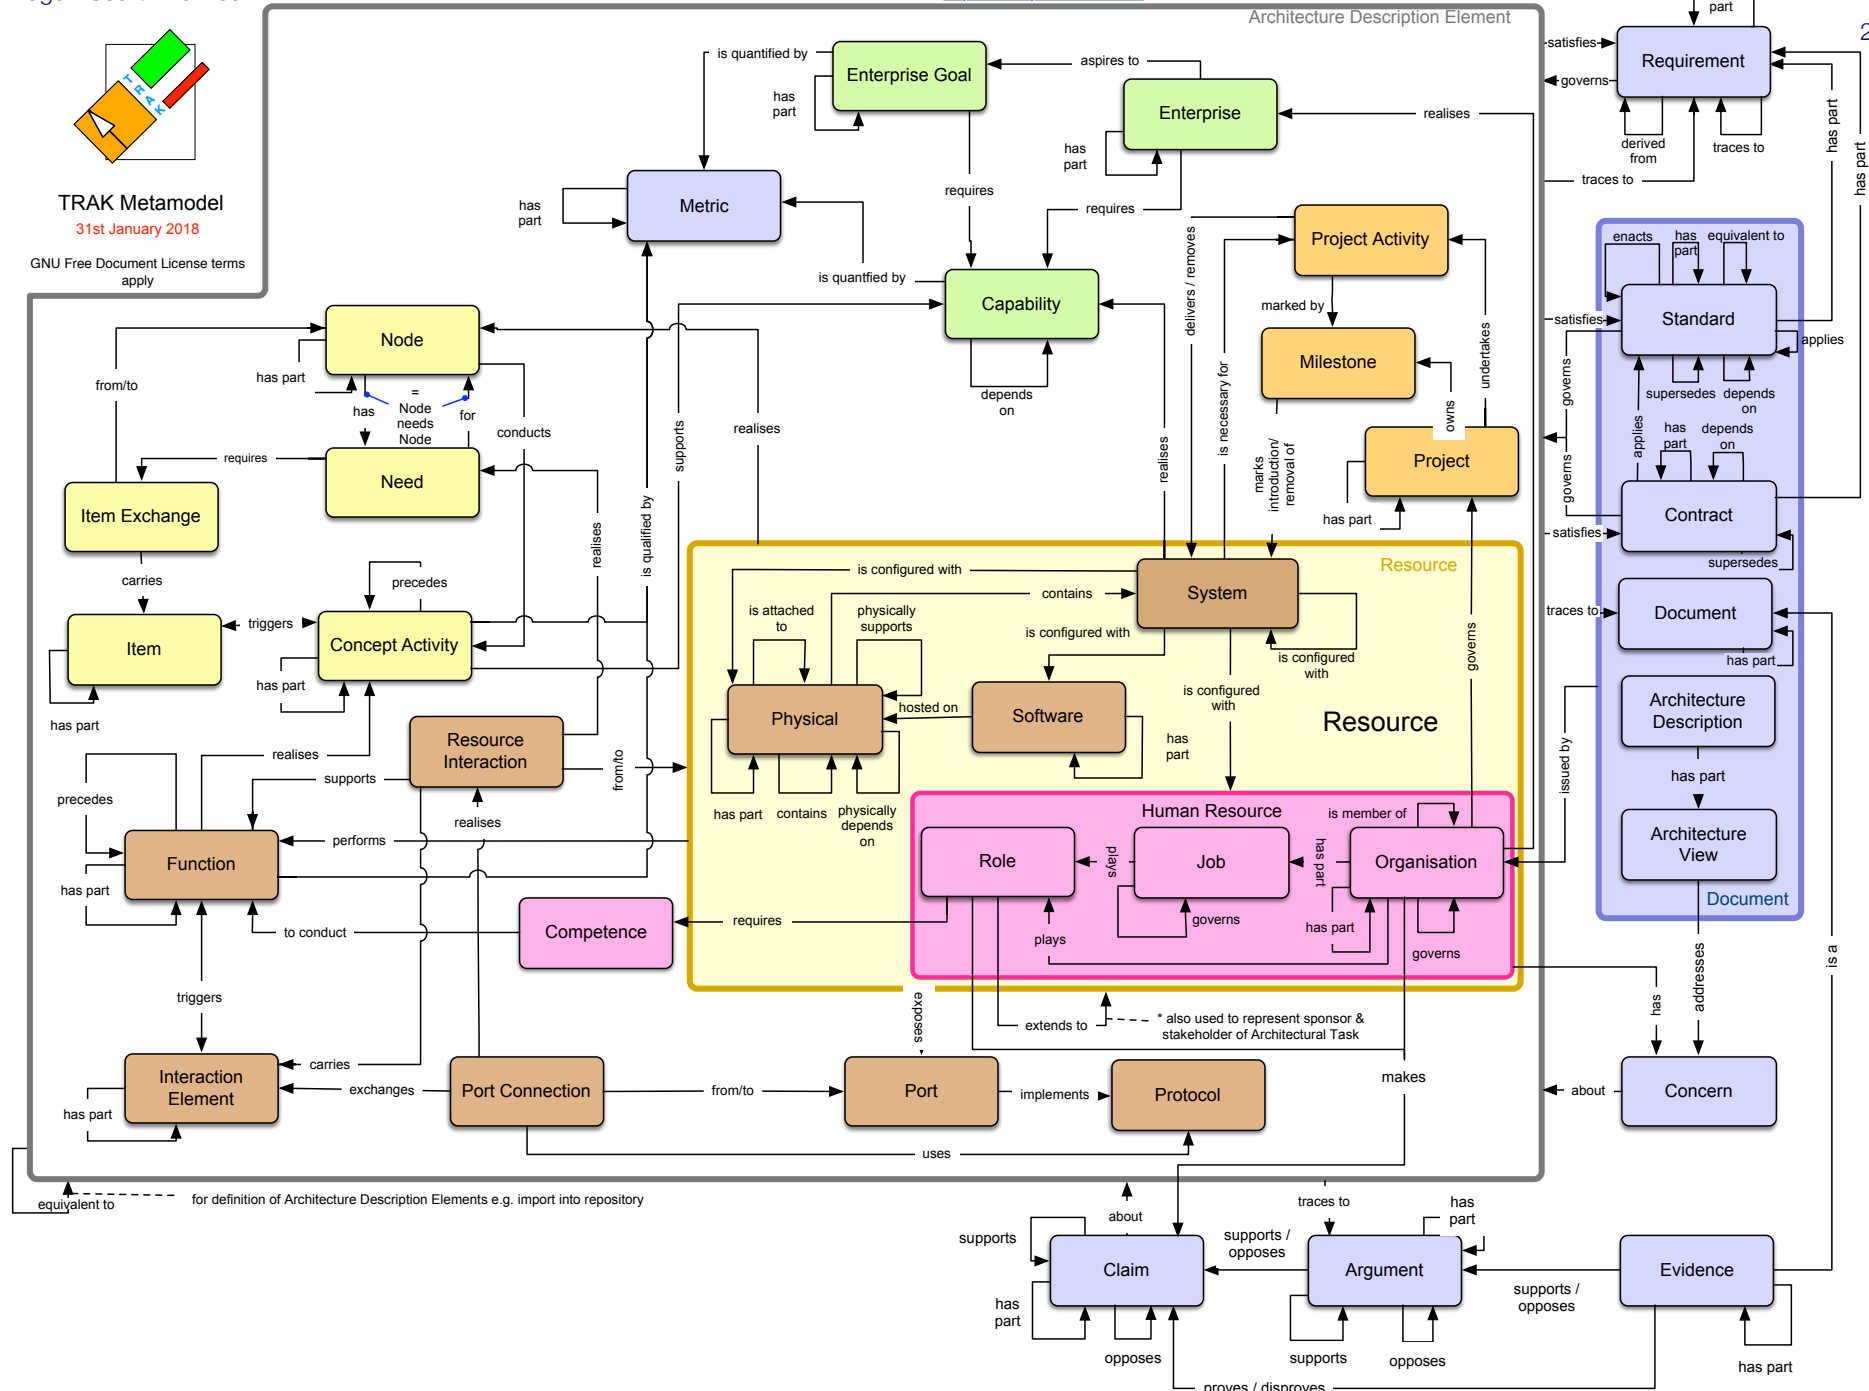 Architecture Description Element
part
satisfies
Requirement
governs
derived
from
traces to
traces to
has part
has part
T
R
A
K
TRAK Metamodel
31st January 2018
GNU Free Document License terms
apply
is quantified by
Enterprise Goal
has
part
aspires to
Enterprise
has
part
realises
requires
requires
Metric
has
part
is quantfied by
Capability
depends
on
delivers / removes
Project Activity
marked by
Milestone
undertakes
owns
Project
has part
is necessary for
marks
introduction/
removal of
realises
Node
has part
from/to
has
=
Node
needs
Node
for
conducts
requires
Need
Item Exchange
carries
Item
has part
triggers
precedes
Concept Activity
has part
realises
is qualified by
supports
realises
enacts
has
part
equivalent to
satisfies
Standard
applies
governs
supersedes
depends
on
applies
has
part
depends
on
governs
Contract
satisfies
supersedes
traces to
Document
has part
Architecture
Description
has part
Architecture
View
Document
issued by
addresses
is a
Resource
is configured with
contains
System
is attached
to
physically
supports
is configured with
is configured
with
is configured
with
governs
Physical
hosted on
Software
has
part
Resource
has part
contains
physically
depends
on
Human Resource
is member of
Role
plays
Job
has part
Organisation
governs
has part
governs
plays
Resource
Interaction
from/to
realises
supports
precedes
realises
performs
Function
has part
to conduct
Competence
requires
triggers
exposes
extends to
* also used to represent sponsor &
stakeholder of Architectural Task
has
carries
Interaction
Element
has part
exchanges
Port Connection
from/to
Port
implements
Protocol
makes
about
Concern
uses
equivalent to
for definition of Architecture Description Elements e.g. import into repository
about
traces to
has
part
supports
Claim
supports /
opposes
Argument
supports /
opposes
Evidence
has
part
opposes
supports
opposes
has part
proves / disproves